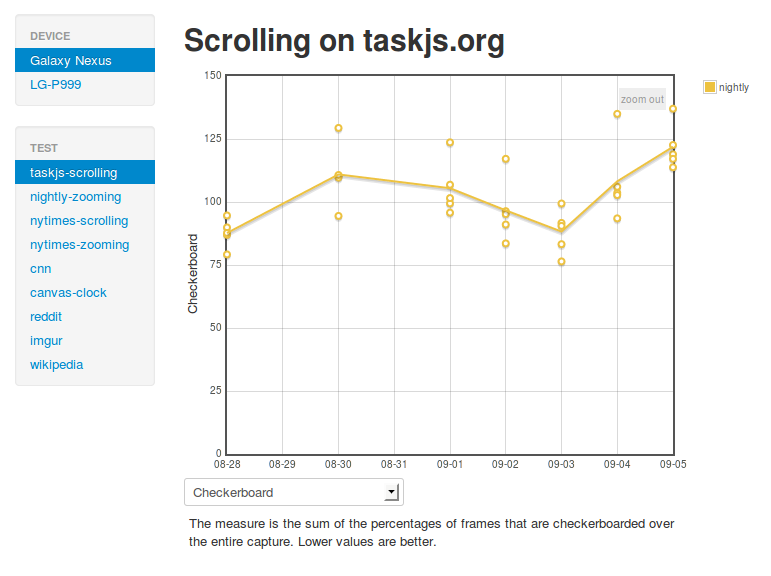 DEVICE
Galaxy Nexus
LG-P999
TEST
taskjs-scrolling
nightly-zooming
nytimes-scrolling
nytimes-zooming
cnn
canvas-clock
reddit
imgur
wikipedia
Scrolling on taskjs.org
150
125
100
75
50
25
0
Checkerboard
zoom out
nightly
08-28 08-29 08-30 08-31 09-01 09-02 09-03 09-04 09-05
Checkerboard
The measure is the sum of the percentages of frames that are checkerboarded over
the entire capture. Lower values are better.